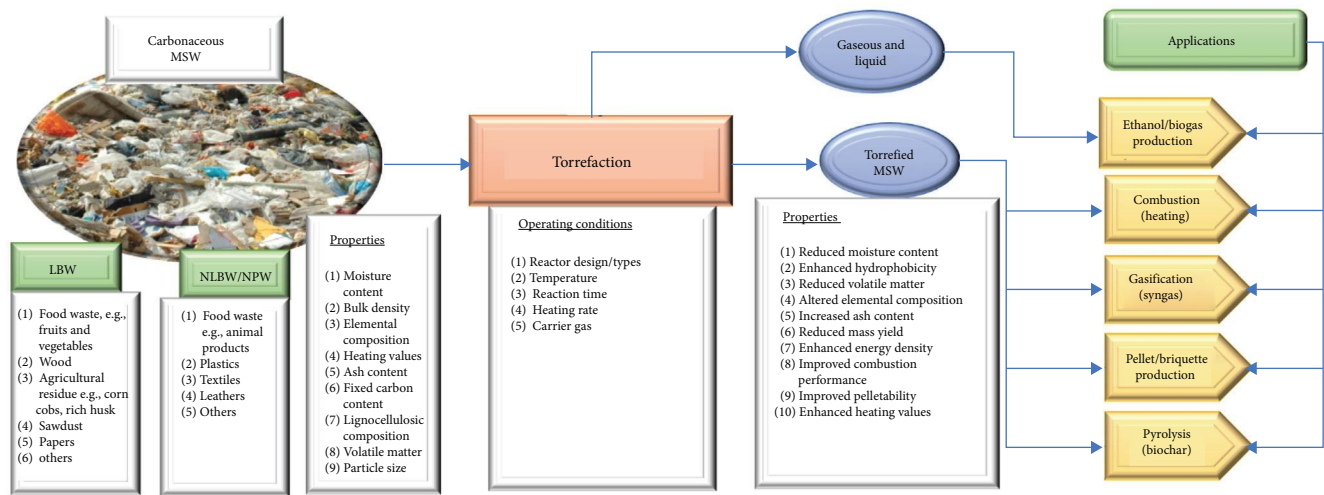 Carbonaceous
MSW
LBW
(1) Food waste, e.g.,
fruits and
vegetables
(2) Wood
(3) Agricultural
residue e.g., corn
cobs, rich husk
(4) Sawdust
(5) Papers
(6) others
NLBW/NPW
(1) Food waste
e.g., animal
products
(2) Plastics
(3) Textiles
(4) Leathers
(5) Others
Properties
(1) Moisture
content
(2) Bulk density
(3) Elemental
composition
(4) Heating values
(5) Ash content
(6) Fixed carbon
content
(7) Lignocellulosic
composition
(8) Volatile matter
(9) Particle size
Torrefaction
Operating conditions
(1) Reactor design/types
(2) Temperature
(3) Reaction time
(4) Heating rate
(5) Carrier gas
Gaseous and
liquid
Torrefied
MSW
Properties
(1) Reduced moisture content
(2) Enhanced hydrophobicity
(3) Reduced volatile matter
(4) Altered elemental composition
(5) Increased ash content
(6) Reduced mass yield
(7) Enhanced energy density
(8) Improved combustion
performance
(9) Improved pelletability
(10) Enhanced heating values
Applications
Ethanol/biogas
production
Combustion
(heating)
Gasification
(syngas)
Pellet/briquette
production
Pyrolysis
(biochar)